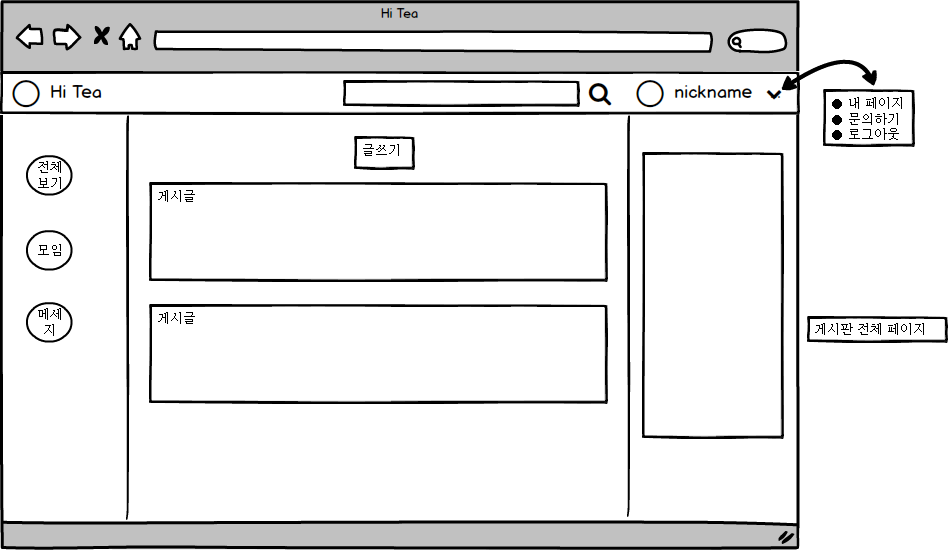 Hi Tea
Hi Tea
nickname
내 페이지
문의하기
로그아웃
글쓰기
전체
보기
게시글
모임
메세
지
게시글
게시판 전체 페이지